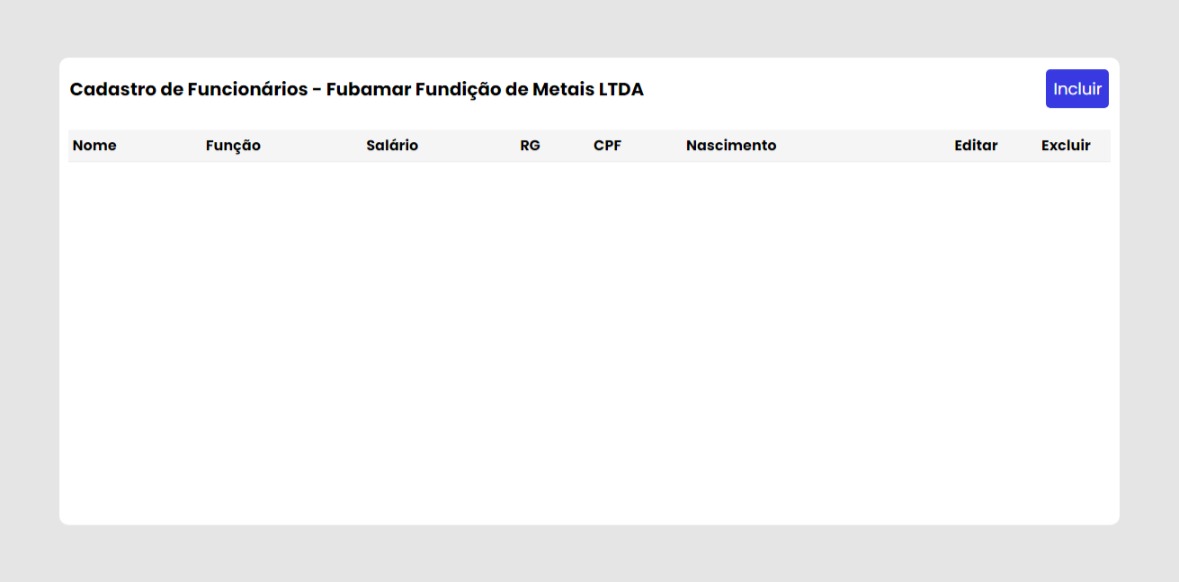 Cadastro de Funcionários - Fubamar Fundição de Metais LTDA
Incluir
Nome Função Salário RG CPF Nascimento Editar Excluir